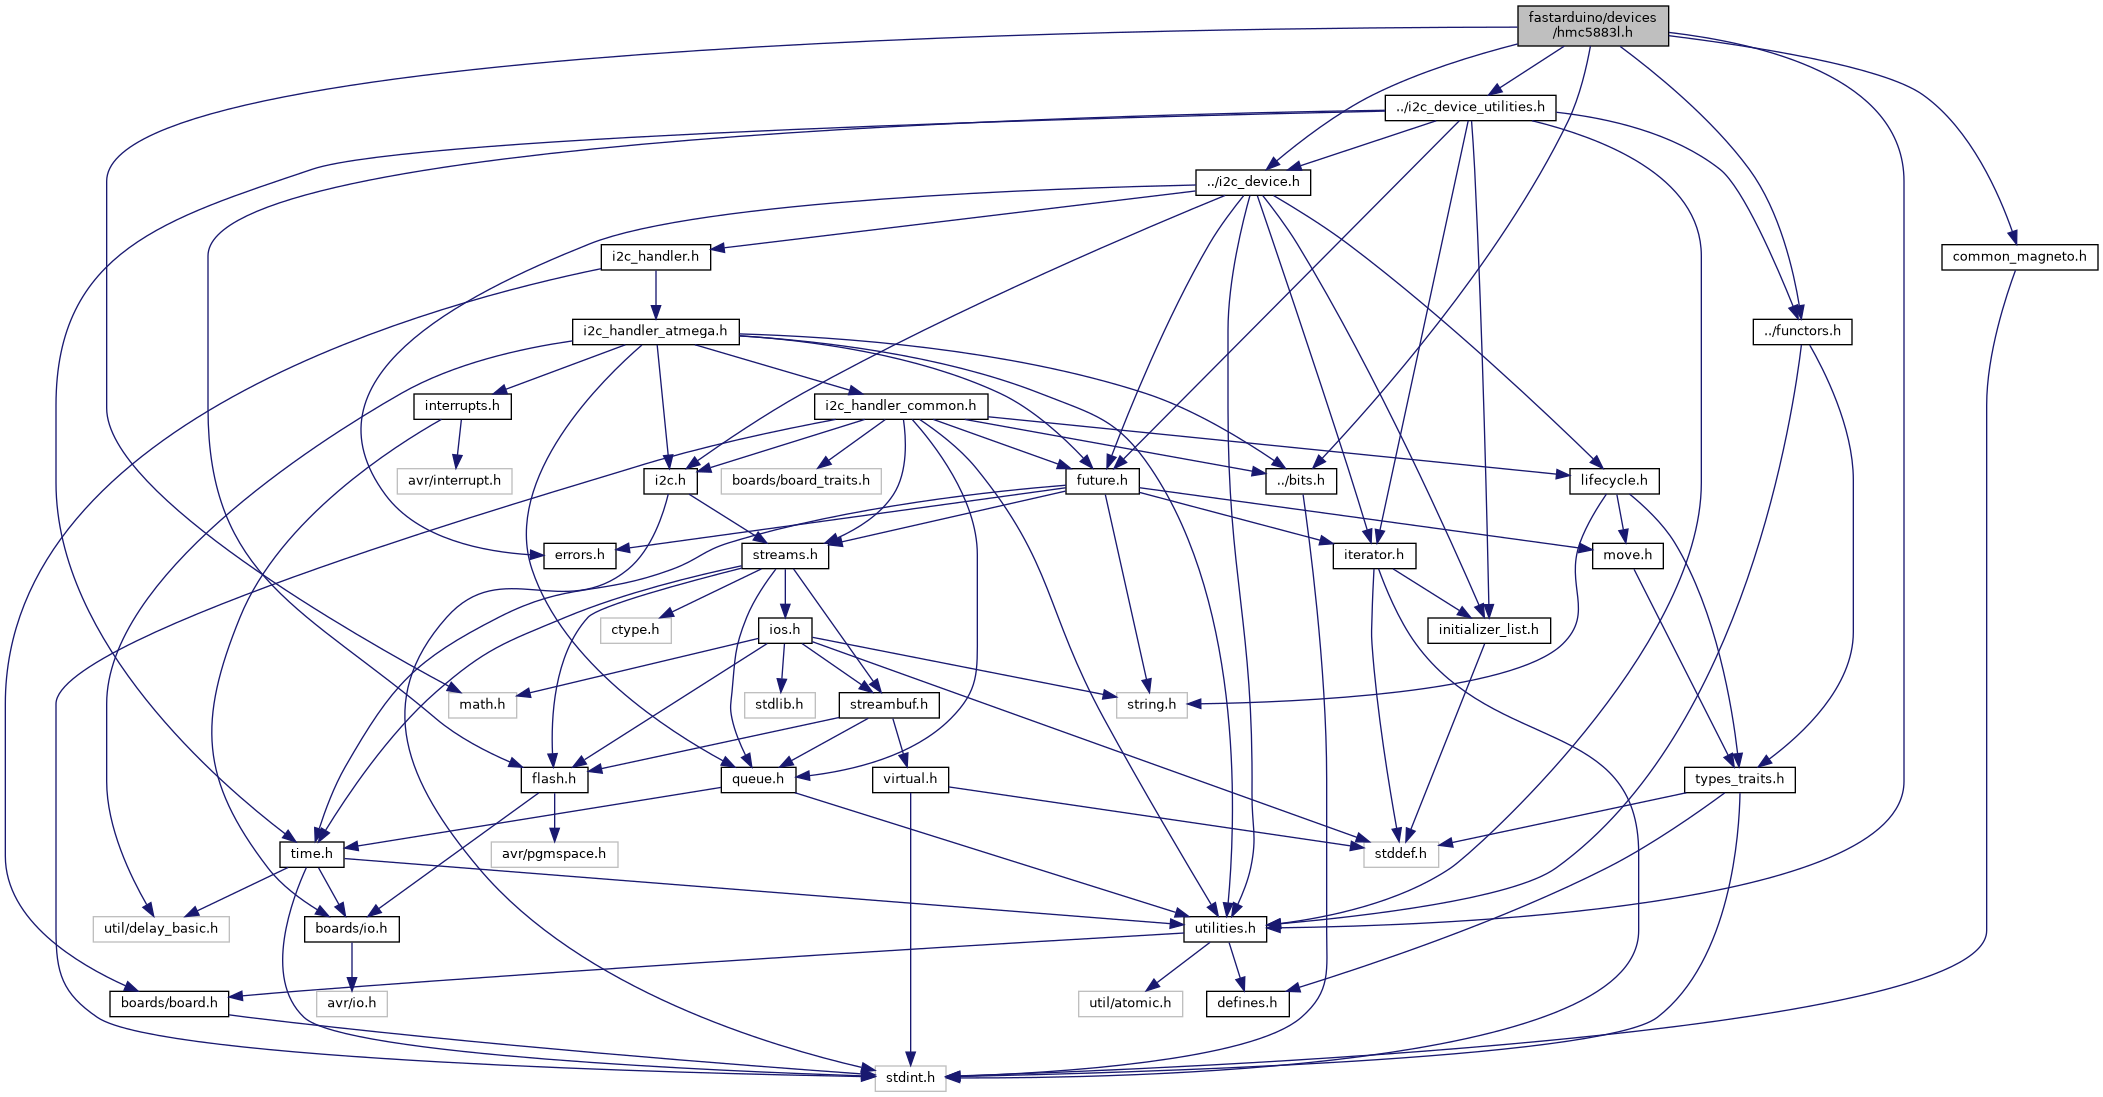 fastarduino/devices
/hmc5883l.h
../i2c_device_utilities.h
../i2c_device.h
i2c_handler.h
common_magneto.h
i2c_handler_atmega.h
../functors.h
interrupts.h
i2c_handler_common.h
avr/interrupt.h
i2c.h
boards/board_traits.h
future.h
../bits.h
lifecycle.h
errors.h
streams.h
iterator.h
move.h
ctype.h
ios.h
initializer_list.h
math.h
stdlib.h
streambuf.h
string.h
flash.h
queue.h
virtual.h
types_traits.h
time.h
avr/pgmspace.h
stddef.h
util/delay_basic.h
boards/io.h
utilities.h
boards/board.h
avr/io.h
util/atomic.h
defines.h
stdint.h